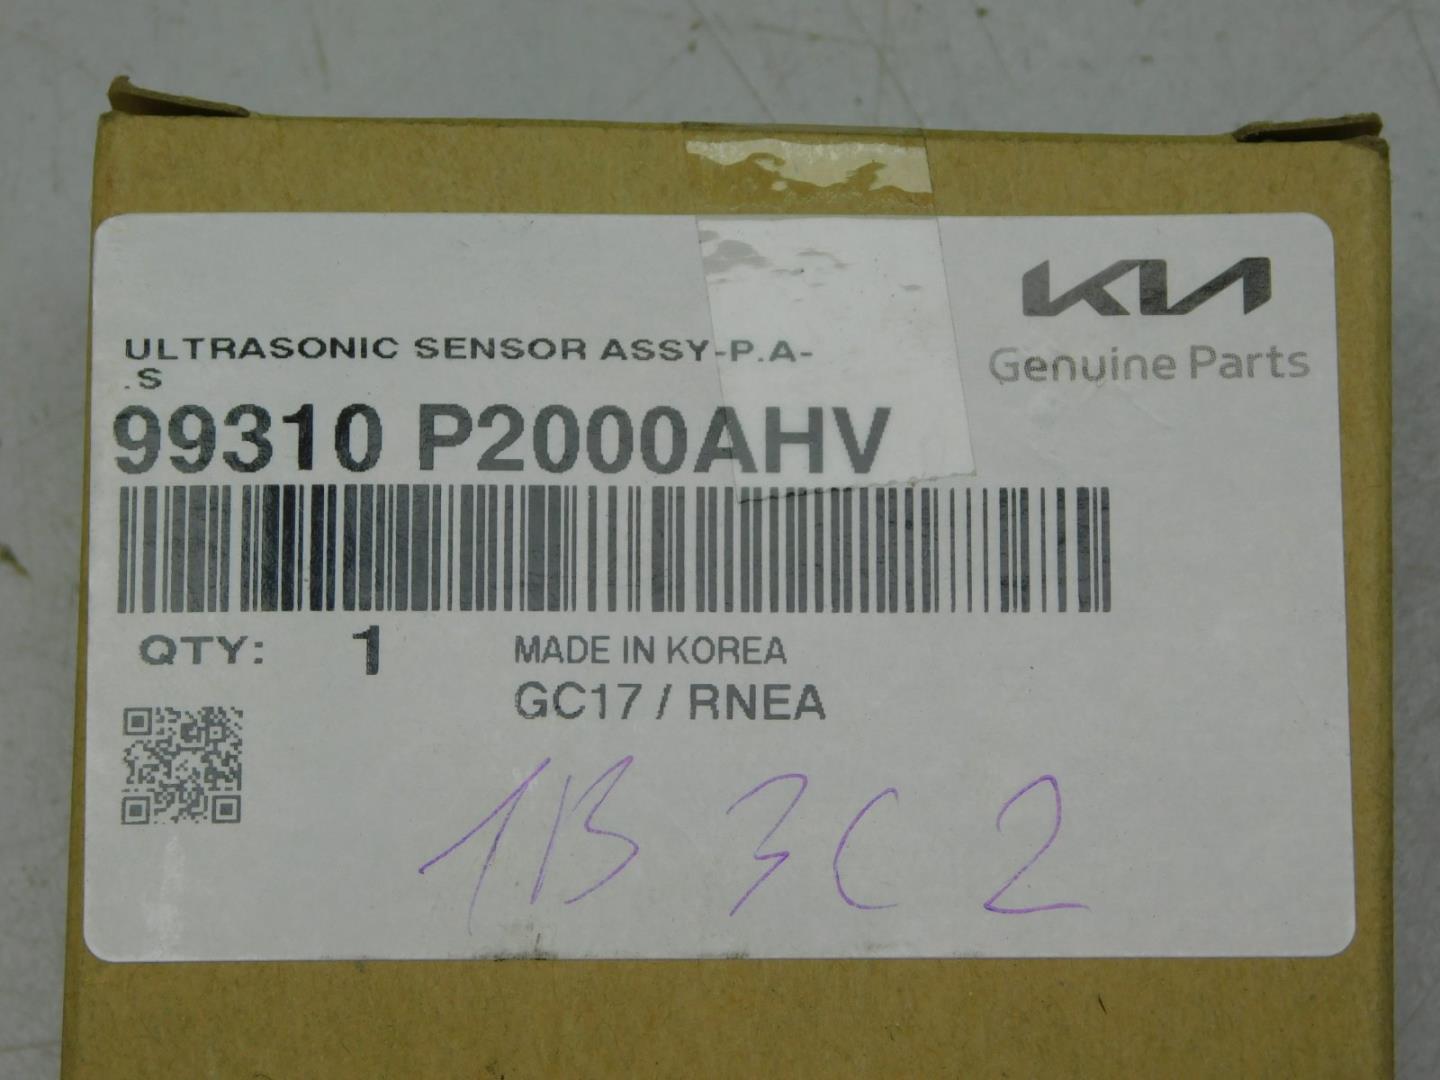 KIA
Genuine Parts
ULTRASONIC SENSOR ASSY-P.A-
.S
99310 P2000AHV
QTY: 1
MADE IN KOREA
GC17 / RNEA
1B 3C 2